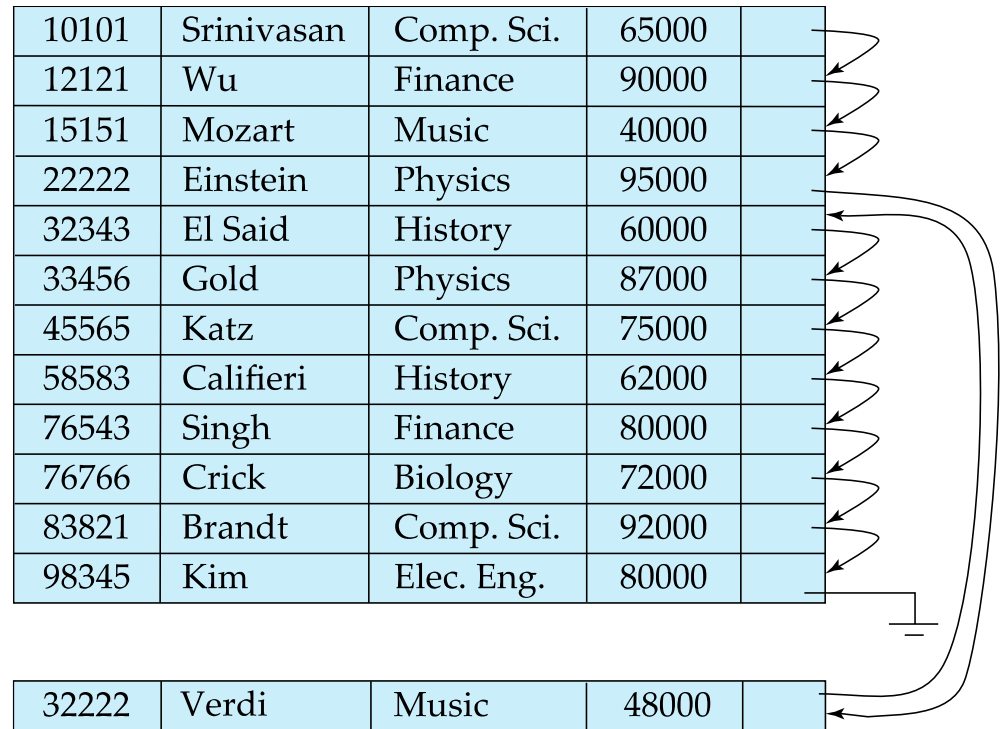 10101 Srinivasan Comp. Sci. 65000
12121 Wu Finance 90000
15151 Mozart Music 40000
22222 Einstein Physics 95000
32343 El Said History 60000
33456 Gold Physics 87000
45565 Katz Comp. Sci. 75000
58583 Califieri History 62000
76543 Singh Finance 80000
76766 Crick Biology 72000
83821 Brandt Comp. Sci. 92000
98345 Kim Elec. Eng. 80000
32222 Verdi Music 48000